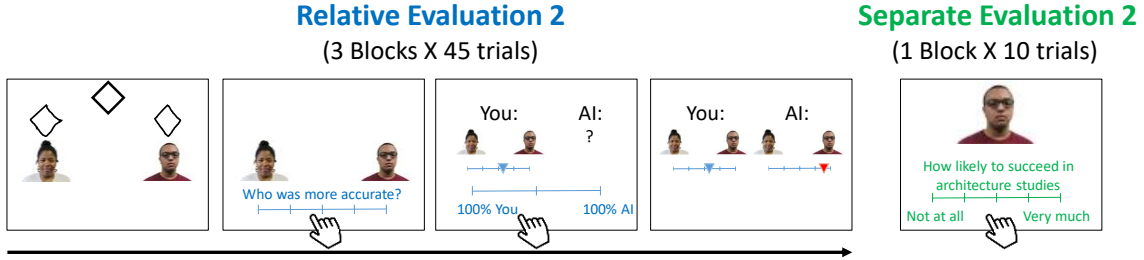 Relative Evaluation 2
(3 Blocks X 45 trials)
Separate Evaluation 2
(1 Block X 10 trials)
Who was more accurate?
You:
AI:
?
100% You
100% AI
You:
AI:
How likely to succeed in
architecture studies
Not at all
Very much